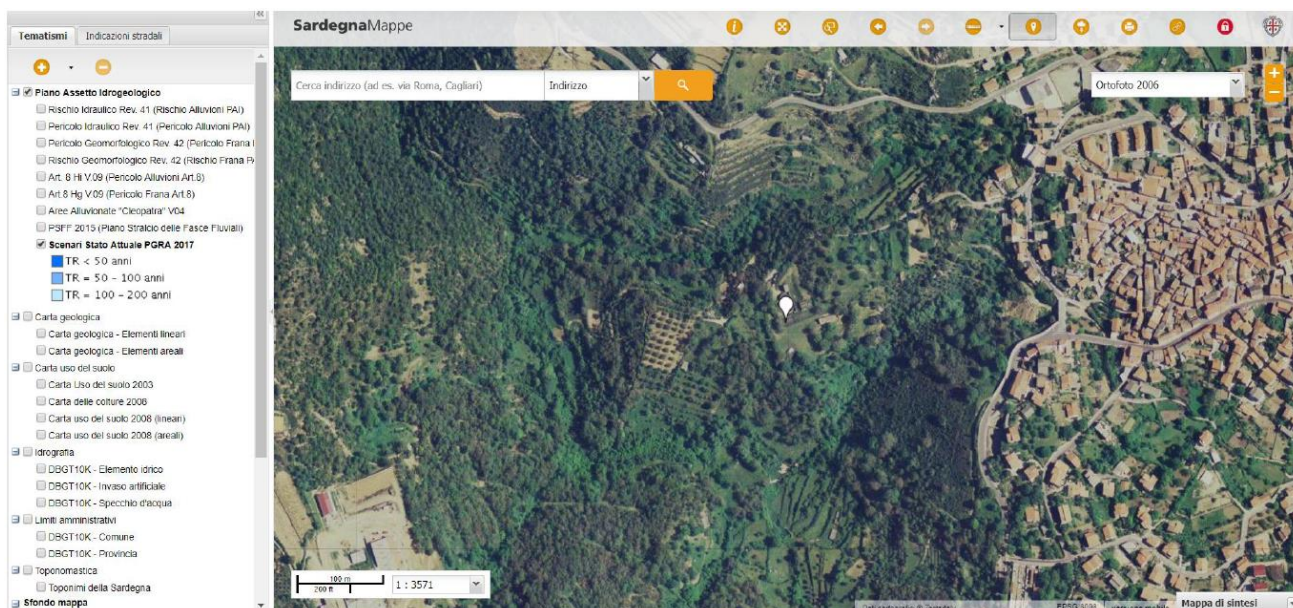 Tematismi
Indicazioni stradali
Piano Assetto Idrogeologico
Rischio Idraulico Rev. 41 (Rischio Alluvioni PAI)
Pericolo Idraulico Rev. 41 (Pericolo Alluvioni PAI)
Pericolo Geomorfologico Rev. 42 (Pericolo Frana
Rischio Geomorfologico Rev. 42 (Rischio Frana P
Art. 8 Hi V.09 (Pericolo Alluvioni Art.8)
Art.8 Hg V.09 (Pericolo Frana Art.8)
Aree Alluvionate "Cleopatra" V04
PSFF 2015 (Piano Stralcio delle Fasce Fluviali)
Scenari Stato Attuale PGRA 2017
TR < 50 anni
TR = 50 - 100 anni
TR = 100 - 200 anni
Carta geologica
Carta geologica - Elementi lineari
Carta geologica - Elementi areali
Carta uso del suolo
Carta Uso del suolo 2003
Carta delle colture 2008
Carta uso del suolo 2008 (lineari)
Carta uso del suolo 2008 (areali)
Idrografia
DBGT10K - Elemento idrico
DBGT10K - Invaso artificiale
DBGT10K - Specchio d'acqua
Limiti amministrativi
DBGT10K - Comune
DBGT10K - Provincia
Toponomastica
Toponimi della Sardegna
Sfondo mappa
SardegnaMappe
Cerca indirizzo (ad es. via Roma, Cagliari)
Indirizzo
Ortofoto 2006
100 m
200 ft
1 : 3571
Mappa di sintesi